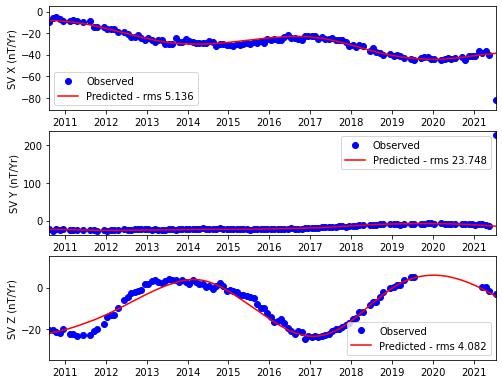 SV X (nT/Yr)
0
−20
−40
−60
−80
Observed
Predicted - rms 5.136
2011 2012 2013 2014 2015 2016 2017 2018 2019 2020 2021
SV Y (nT/Yr)
200
100
0
Observed
Predicted - rms 23.748
2011 2012 2013 2014 2015 2016 2017 2018 2019 2020 2021
SV Z (nT/Yr)
0
−20
Observed
Predicted - rms 4.082
2011 2012 2013 2014 2015 2016 2017 2018 2019 2020 2021